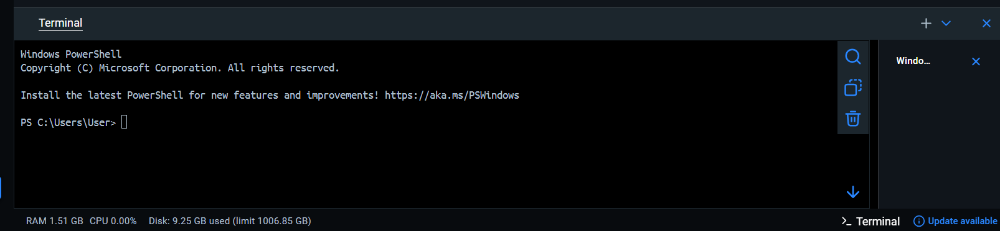 Terminal
Windows PowerShell
Copyright (C) Microsoft Corporation. All rights reserved.
Install the latest PowerShell for new features and improvements! https://aka.ms/PSWindows
PS C:\Users\User>
Windo...
RAM 1.51 GB CPU 0.00% Disk: 9.25 GB used (limit 1006.85 GB)
>_ Terminal Update available